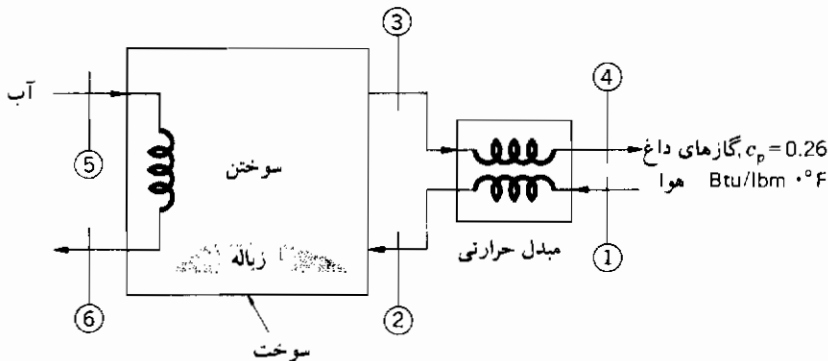 ③
④
آب
گازهای داغ, cₚ = 0.26
هوا Btu/lbm · °F
⑤
سوختن
مبدل حرارتی
①
زباله
⑥
②
سوخت